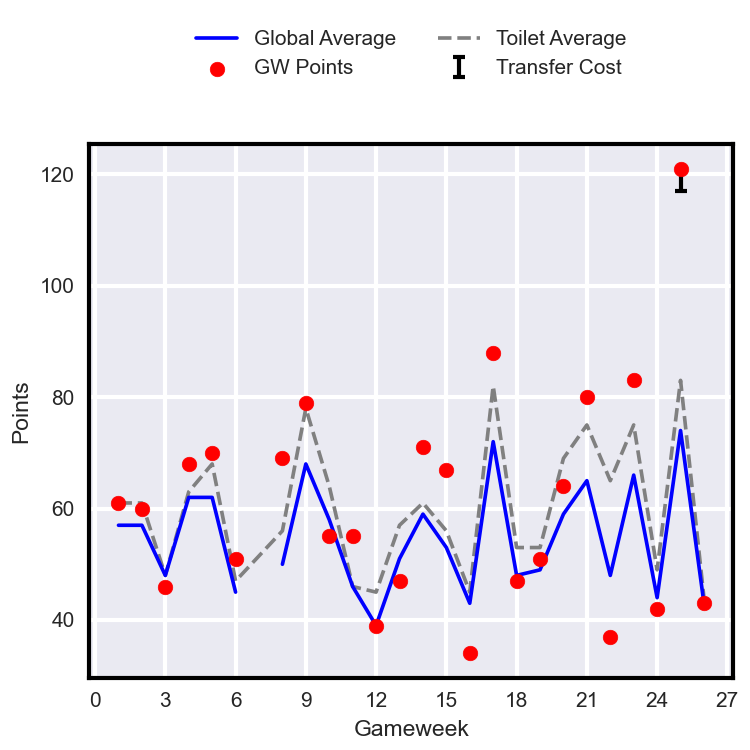 Global Average Toilet Average
GW Points Transfer Cost
120
100
80
60
40
Points
0 3 6 9 12 15 18 21 24 27
Gameweek